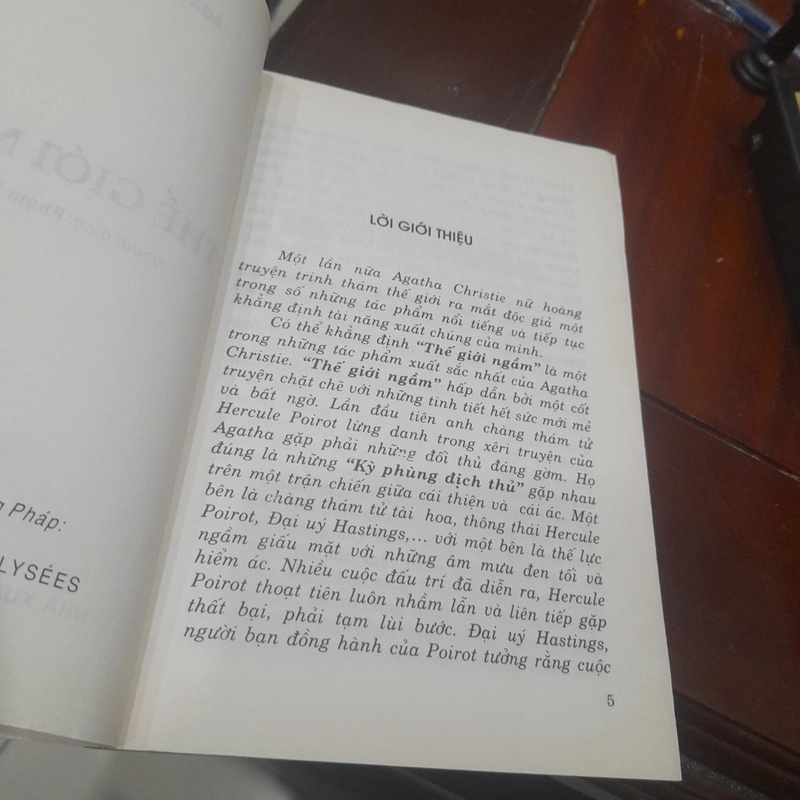 THẾ GIỚI N
Người dịch: Phạm
g Pháp:
LYSÉES
LỜI GIỚI THIỆU
Một lần nữa Agatha Christie nữ hoàng
truyện trinh thám thế giới ra mắt độc giả một
trong số những tác phẩm nổi tiếng và tiếp tục
khẳng định tài năng xuất chúng của mình.
Có thể khẳng định "Thế giới ngầm" là một
trong những tác phẩm xuất sắc nhất của Agatha
Christie. "Thế giới ngầm" hấp dẫn bởi một cốt
truyện chặt chẽ với những tình tiết hết sức mới mẻ
và bất ngờ. Lần đầu tiên anh chàng thám tử
Hercule Poirot lừng danh trong xêri truyện của
Agatha gặp phải những đối thủ đáng gờm. Họ
đúng là những "Kỳ phùng địch thủ" gặp nhau
trên một trận chiến giữa cái thiện và cái ác. Một
bên là chàng thám tử tài hoa, thông thái Hercule
Poirot, Đại uý Hastings,... với một bên là thế lực
ngầm giấu mặt với những âm mưu đen tối và
hiểm ác. Nhiều cuộc đấu trí đã diễn ra, Hercule
Poirot thoạt tiên luôn nhầm lẫn và liên tiếp gặp
thất bại, phải tạm lùi bước. Đại uý Hastings,
người bạn đồng hành của Poirot tưởng rằng cuộc
5